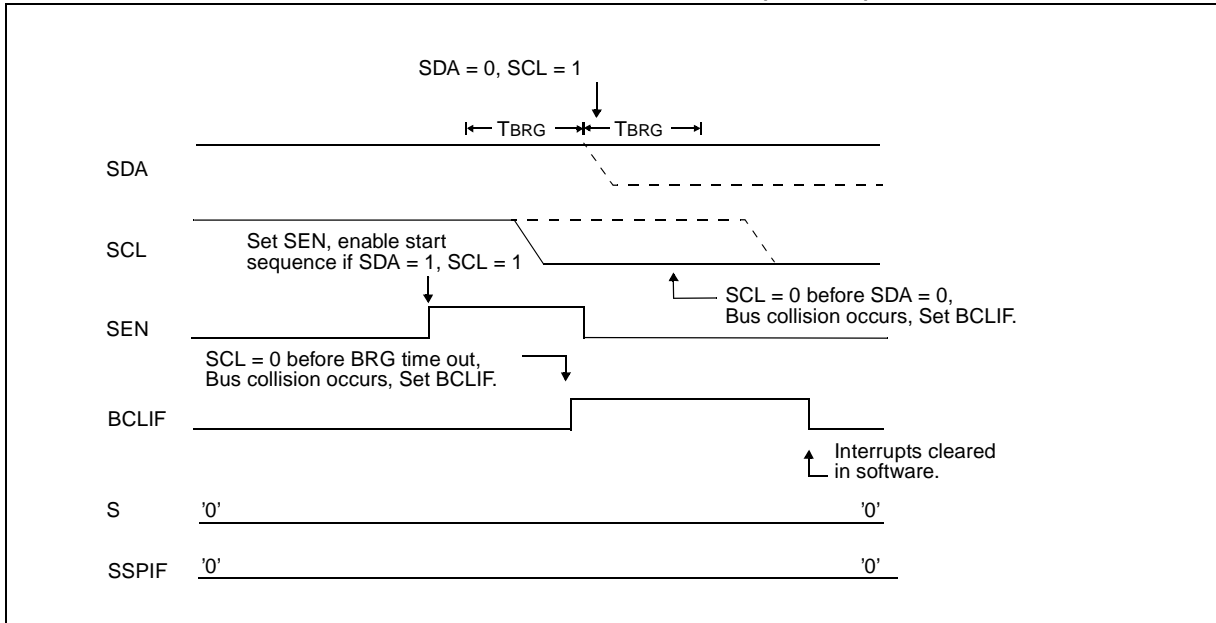 SDA = 0, SCL = 1
TBRG TBRG
SDA
SCL
Set SEN, enable start
sequence if SDA = 1, SCL = 1
SCL = 0 before SDA = 0,
Bus collision occurs, Set BCLIF.
SEN
SCL = 0 before BRG time out,
Bus collision occurs, Set BCLIF.
BCLIF
Interrupts cleared
in software.
S '0' '0'
SSPIF '0' '0'